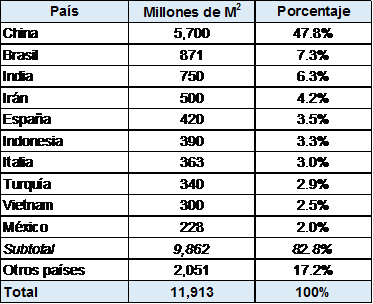 País Millones de M2 Porcentaje
China 5,700 47.8%
Brasil 871 7.3%
India 750 6.3%
Irán 500 4.2%
España 420 3.5%
Indonesia 390 3.3%
Italia 363 3.0%
Turquía 340 2.9%
Vietnam 300 2.5%
México 228 2.0%
Subtotal 9,862 82.8%
Otros países 2,051 17.2%
Total 11,913 100%